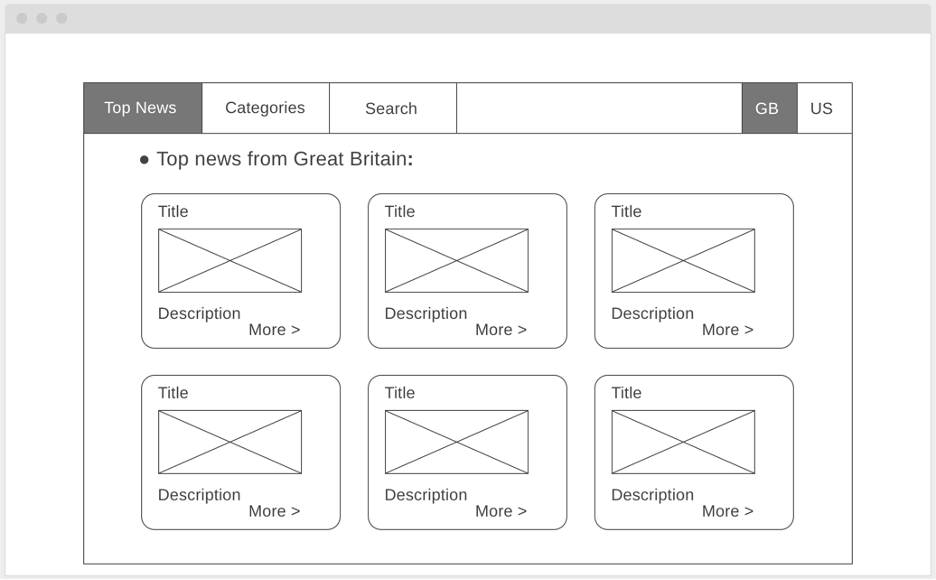 Top News Categories Search GB US
• Top news from Great Britain:
Title Title Title
Description Description Description
More > More > More >
Title Title Title
Description Description Description
More > More > More >